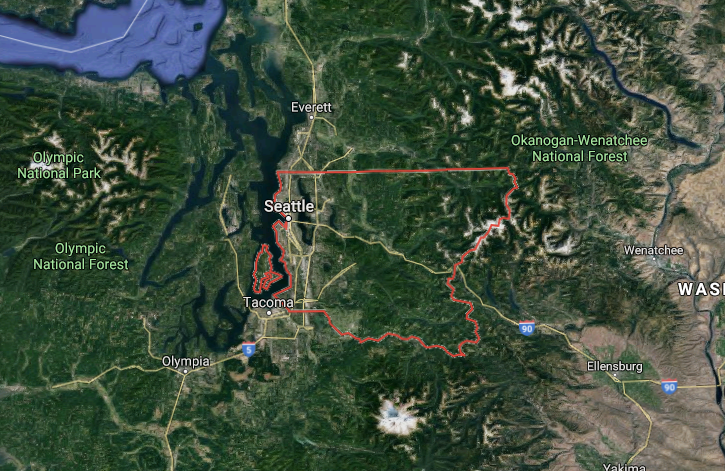 Everett
Okanogan-Wenatchee
National Forest
Olympic
National Park
Seattle
Olympic
National Forest
Wenatchee
WAS
Tacoma
90
5
Olympia
Ellensburg
90
Yakima